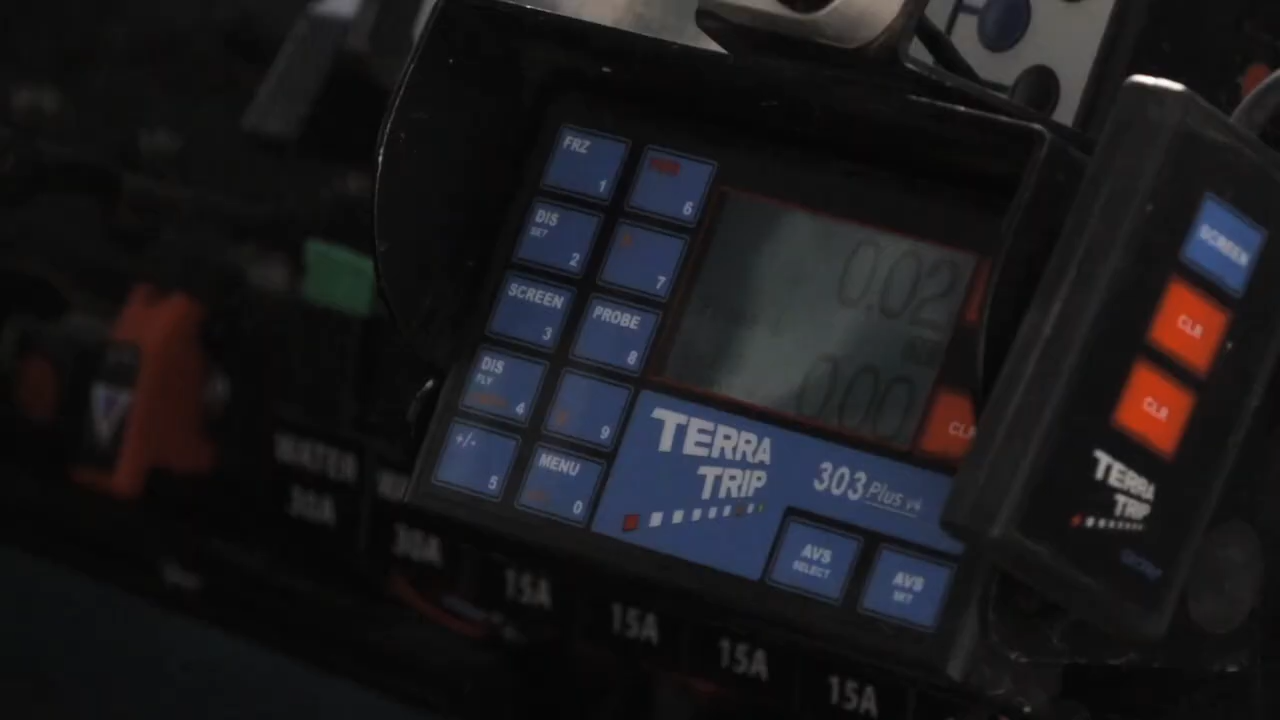 FRZ
1
6
DIS
SET
2
7
SCREEN
3
PROBE
8
DIS
FLY
4
9
+/-
5
MENU
0
0.02
0.00
CLR
TERRA
TRIP
303 Plus v4
AVS
SELECT
AVS
SET
SCREEN
CLR
CLR
TERRA
TRIP
WATER
30A
30A
15A
15A
15A
15A